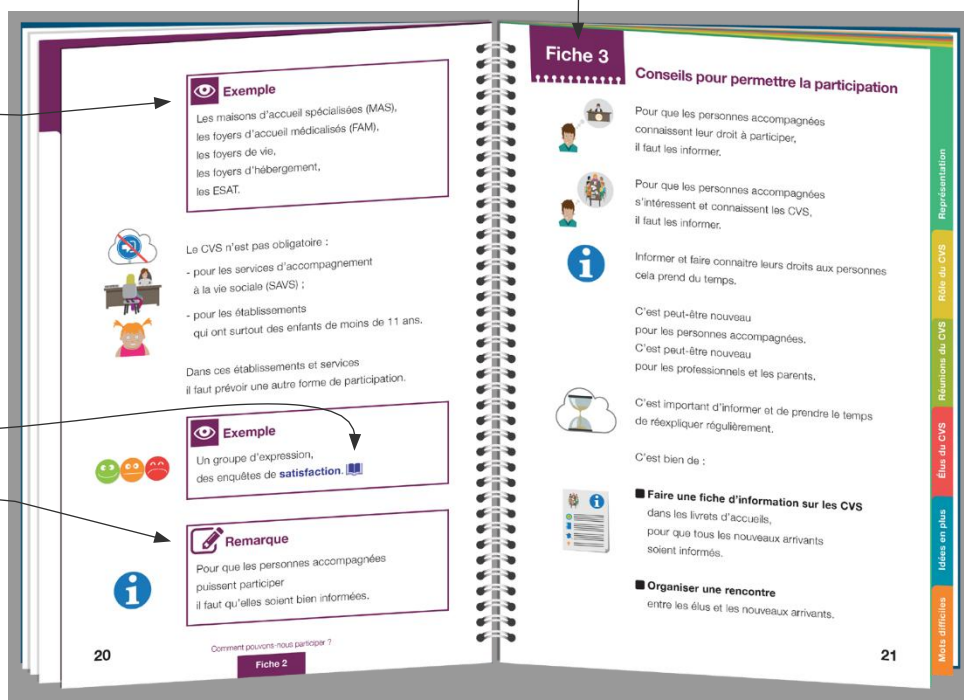 Exemple
Les maisons d'accueil spécialisées (MAS),
les foyers d'accueil médicalisés (FAM),
les foyers de vie,
les foyers d'hébergement,
les ESAT.
Le CVS n'est pas obligatoire :
- pour les services d'accompagnement
à la vie sociale (SAVS) ;
- pour les établissements
qui ont surtout des enfants de moins de 11 ans.
Dans ces établissements et services
il faut prévoir une autre forme de participation.
Exemple
Un groupe d'expression,
des enquêtes de satisfaction.
Remarque
Pour que les personnes accompagnées
puissent participer
il faut qu'elles soient bien informées.
20
Comment pouvons-nous participer ?
Fiche 2
Fiche 3
Conseils pour permettre la participation
Pour que les personnes accompagnées
connaissent leur droit à participer,
il faut les informer.
Pour que les personnes accompagnées
s'intéressent et connaissent les CVS,
il faut les informer.
Informer et faire connaitre leurs droits aux personnes
cela prend du temps.
C'est peut-être nouveau
pour les personnes accompagnées.
C'est peut-être nouveau
pour les professionnels et les parents.
C'est important d'informer et de prendre le temps
de réexpliquer régulièrement.
C'est bien de :
Faire une fiche d'information sur les CVS
dans les livrets d'accueils,
pour que tous les nouveaux arrivants
soient informés.
Organiser une rencontre
entre les élus et les nouveaux arrivants.
21
Représentation
Rôle du CVS
Réunions du CVS
Élus du CVS
Idées en plus
Mots difficiles